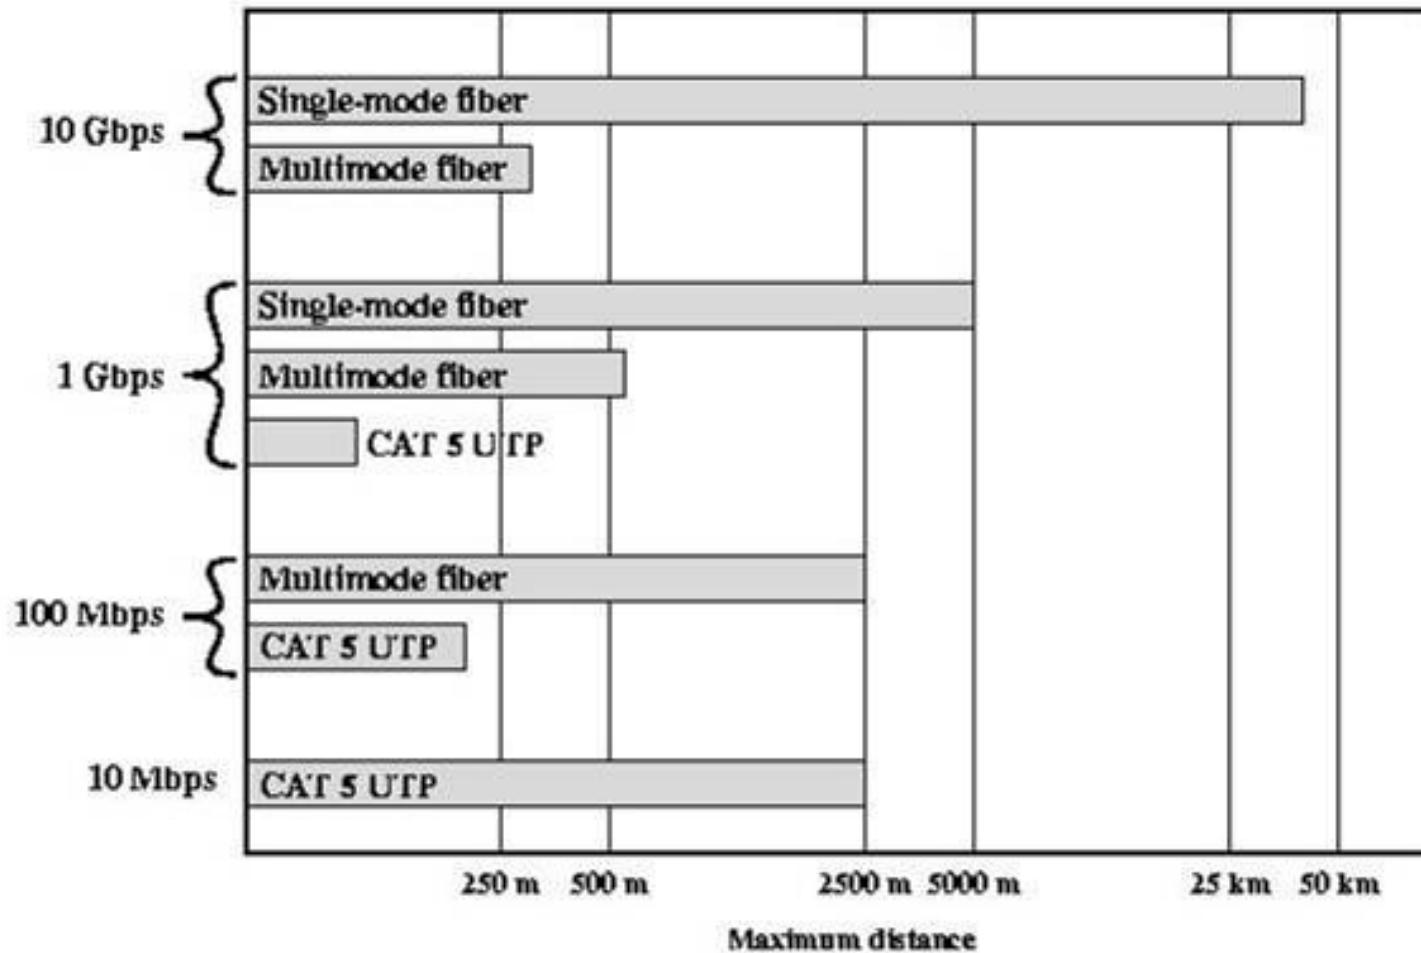 10 Gbps
Single-mode fiber
Multimode fiber
1 Gbps
Single-mode fiber
Multimode fiber
CAT 5 UTP
100 Mbps
Multimode fiber
CAT 5 UTP
10 Mbps
CAT 5 UTP
250 m 500 m 2500 m 5000 m 25 km 50 km
Maximum distance